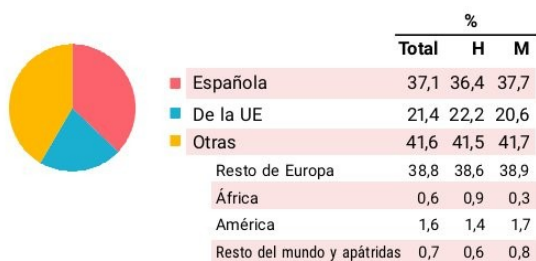 %
Total H M
Española 37,1 36,4 37,7
De la UE 21,4 22,2 20,6
Otras 41,6 41,5 41,7
Resto de Europa 38,8 38,6 38,9
África 0,6 0,9 0,3
América 1,6 1,4 1,7
Resto del mundo y apátridas 0,7 0,6 0,8